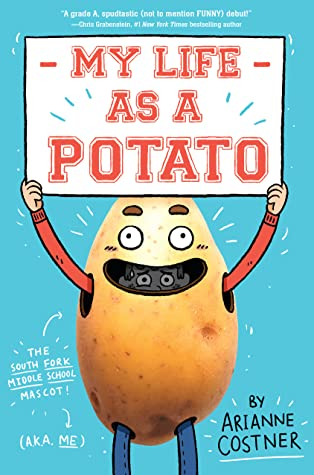 "A grade A, spudtastic (not to mention FUNNY) debut!"
—Chris Grabenstein, #1 New York Times bestselling author
- MY LIFE -
AS A
POTATO
THE
SOUTH FORK
MIDDLE SCHOOL
MASCOT!
(A.K.A. ME)
BY
ARIANNE
COSTNER